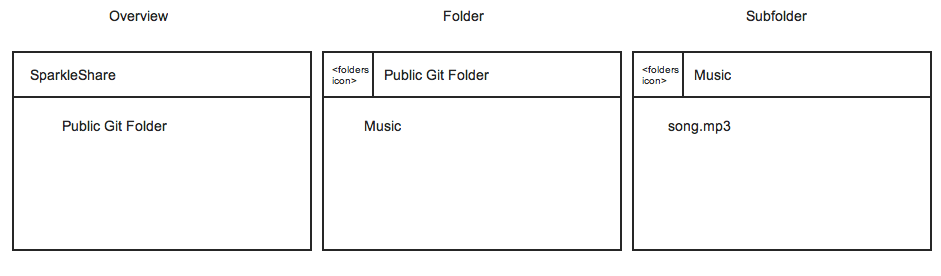 Overview
Folder
Subfolder
SparkleShare
<folders
icon>
Public Git Folder
<folders
icon>
Music
Public Git Folder
Music
song.mp3